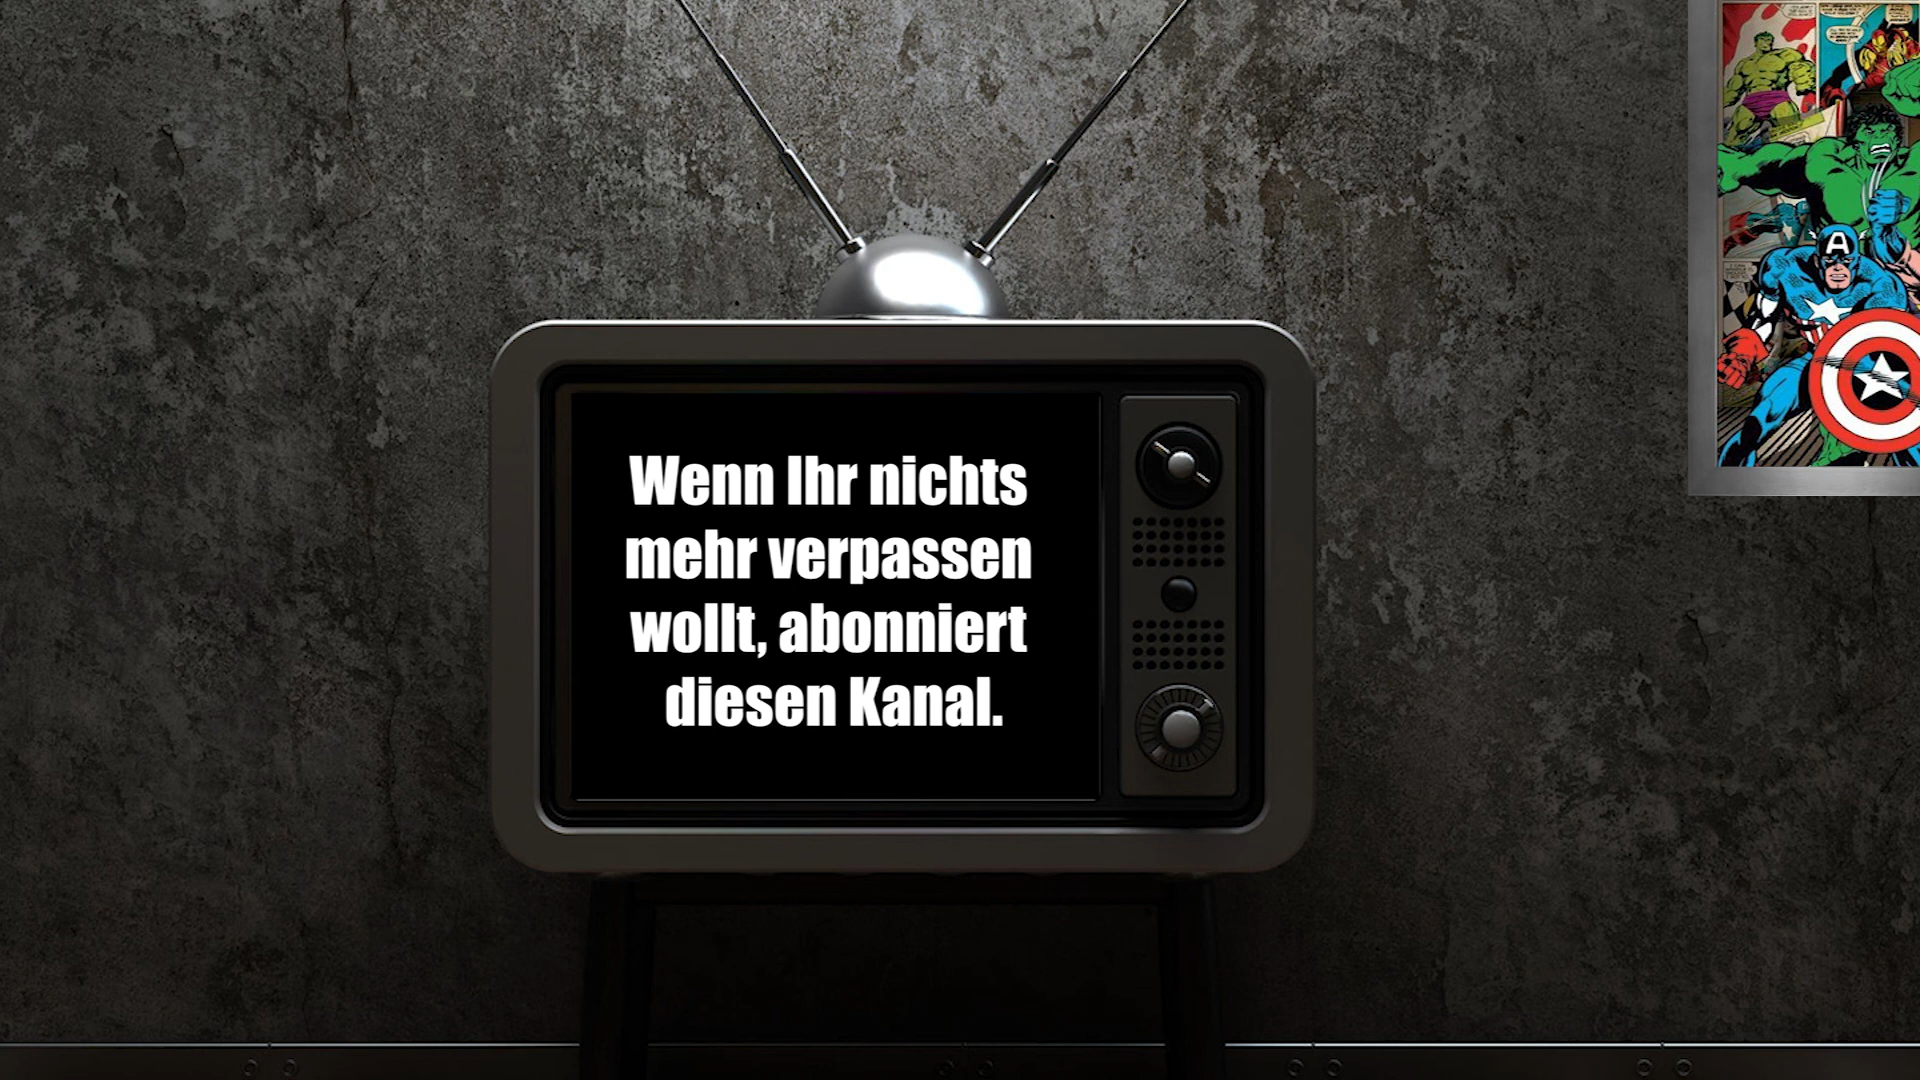 Wenn Ihr nichts
mehr verpassen
wollt, abonniert
diesen Kanal.
A